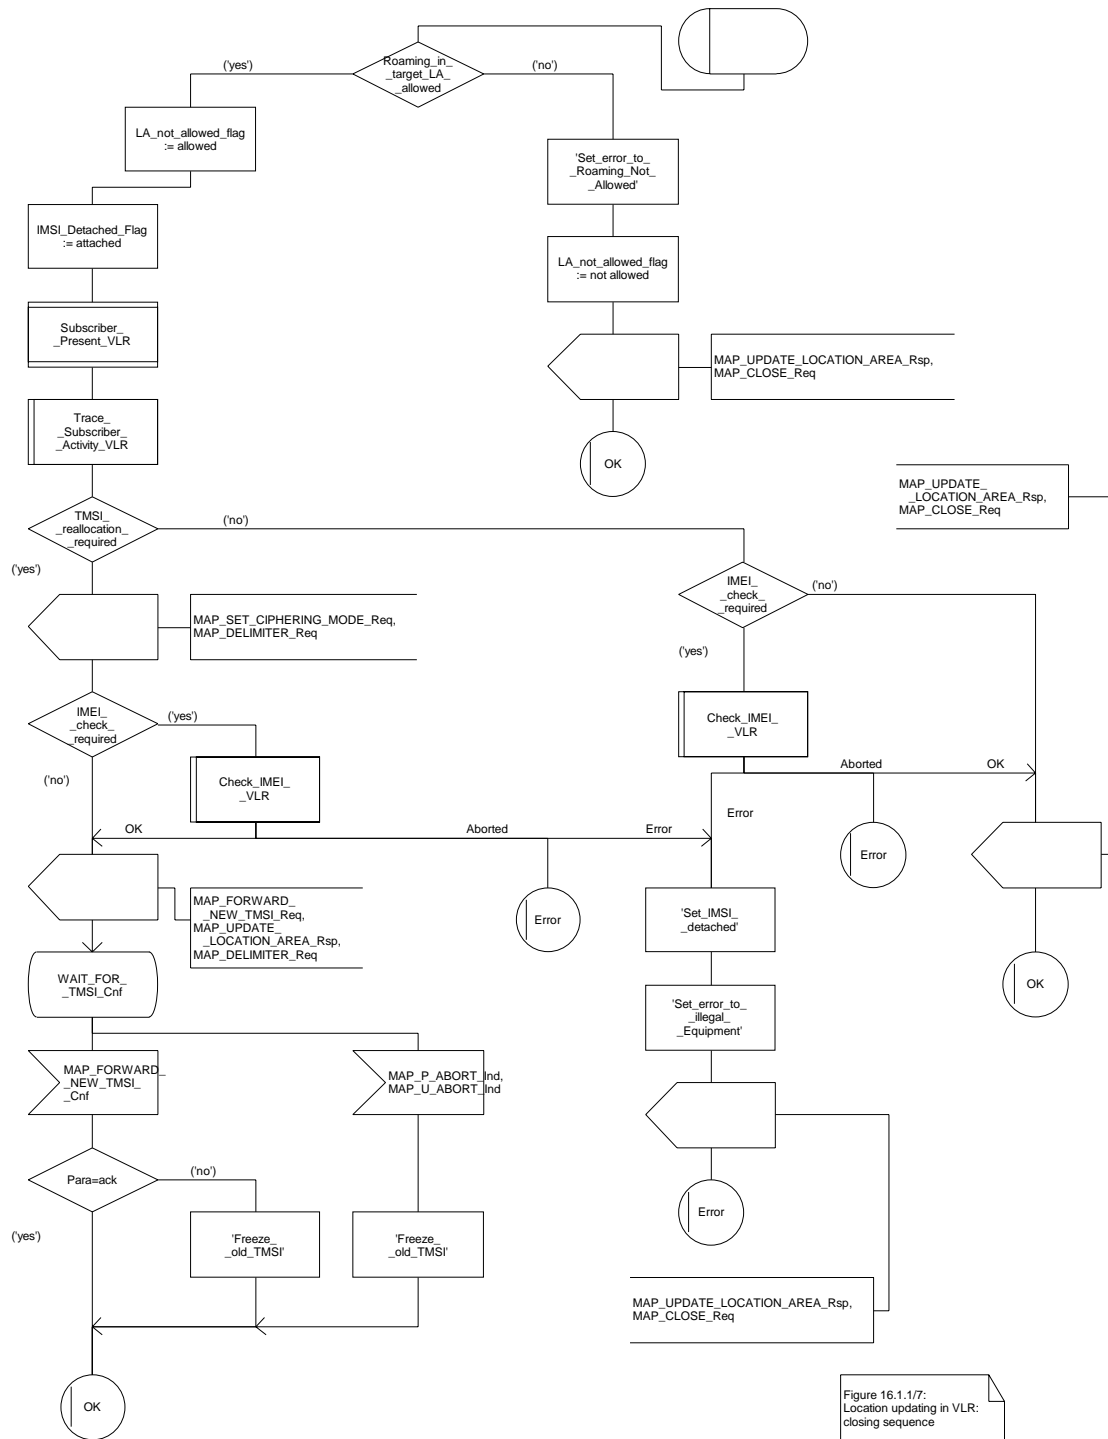 Roaming_in_
_target_LA_
_allowed
('yes')
('no')
LA_not_allowed_flag
:= allowed
'Set_error_to_
_Roaming_Not_
_Allowed'
IMSI_Detached_Flag
:= attached
LA_not_allowed_flag
:= not allowed
Subscriber_
_Present_VLR
MAP_UPDATE_LOCATION_AREA_Rsp,
MAP_CLOSE_Req
Trace_
_Subscriber_
_Activity_VLR
OK
MAP_UPDATE_
_LOCATION_AREA_Rsp,
MAP_CLOSE_Req
TMSI_
_reallocation_
_required
('no')
('yes')
IMEI_
_check_
_required
('no')
('yes')
MAP_SET_CIPHERING_MODE_Req,
MAP_DELIMITER_Req
IMEI_
_check_
_required
('yes')
('no')
Check_IMEI_
_VLR
Check_IMEI_
_VLR
Aborted
OK
Error
OK
Aborted
Error
Error
Error
MAP_FORWARD_
_NEW_TMSI_Req,
MAP_UPDATE_
_LOCATION_AREA_Rsp,
MAP_DELIMITER_Req
'Set_IMSI_
_detached'
WAIT_FOR_
_TMSI_Cnf
OK
'Set_error_to_
_illegal_
_Equipment'
MAP_FORWARD_
_NEW_TMSI_
_Cnf
MAP_P_ABORT_Ind,
MAP_U_ABORT_Ind
Para=ack
('no')
('yes')
Error
'Freeze_
_old_TMSI'
'Freeze_
_old_TMSI'
MAP_UPDATE_LOCATION_AREA_Rsp,
MAP_CLOSE_Req
OK
Figure 16.1.1/7:
Location updating in VLR:
closing sequence